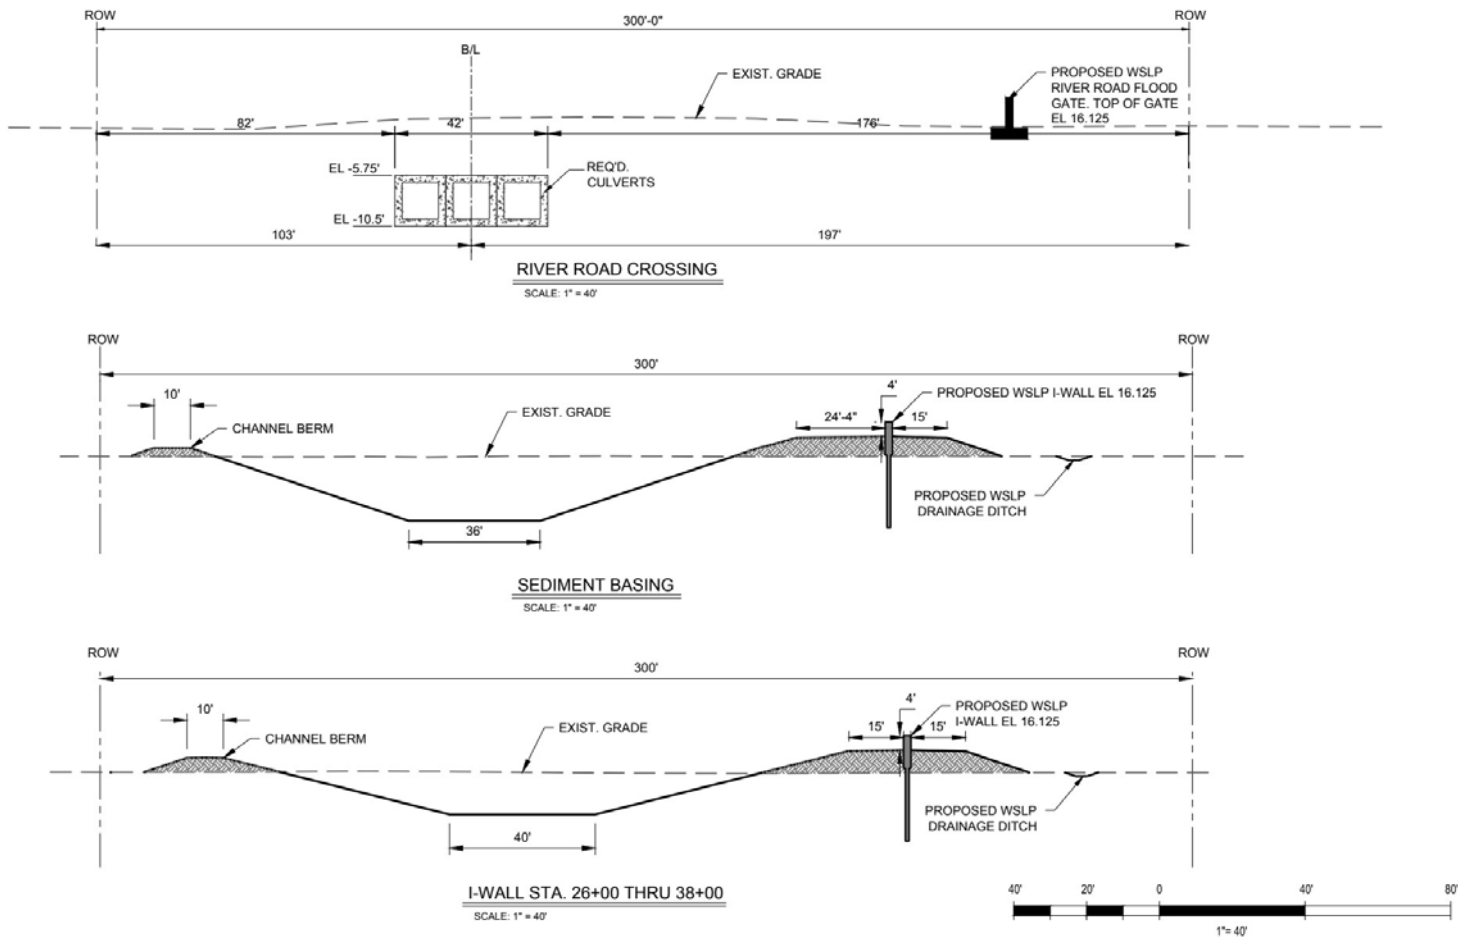 ROW
ROW
300'-0"
B/L
EXIST. GRADE
PROPOSED WSLP
RIVER ROAD FLOOD
GATE. TOP OF GATE
EL 16.125
82'
42'
176'
EL -5.75'
REQ'D.
CULVERTS
EL -10.5'
103'
197'
RIVER ROAD CROSSING
SCALE: 1" = 40'
ROW
ROW
300'
10'
4'
PROPOSED WSLP I-WALL EL 16.125
CHANNEL BERM
EXIST. GRADE
24'-4"
15'
PROPOSED WSLP
DRAINAGE DITCH
36'
SEDIMENT BASING
SCALE: 1" = 40'
ROW
ROW
300'
10'
4'
PROPOSED WSLP
I-WALL EL 16.125
CHANNEL BERM
EXIST. GRADE
15'
15'
PROPOSED WSLP
DRAINAGE DITCH
40'
I-WALL STA. 26+00 THRU 38+00
SCALE: 1" = 40'
40'
20'
0
40'
80'
1"= 40'